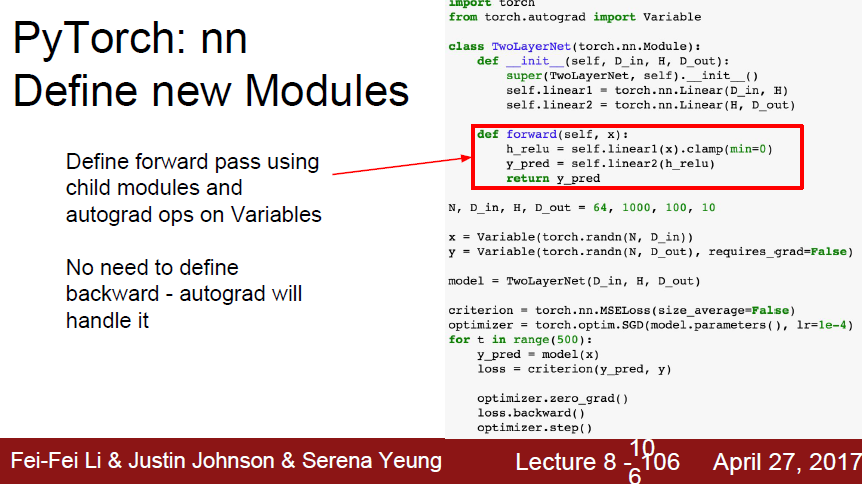 PyTorch: nn
Define new Modules
Define forward pass using
child modules and
autograd ops on Variables
No need to define
backward - autograd will
handle it
import torch
from torch.autograd import Variable
class TwoLayerNet(torch.nn.Module):
    def __init__(self, D_in, H, D_out):
        super(TwoLayerNet, self).__init__()
        self.linear1 = torch.nn.Linear(D_in, H)
        self.linear2 = torch.nn.Linear(H, D_out)
    def forward(self, x):
        h_relu = self.linear1(x).clamp(min=0)
        y_pred = self.linear2(h_relu)
        return y_pred
N, D_in, H, D_out = 64, 1000, 100, 10
x = Variable(torch.randn(N, D_in))
y = Variable(torch.randn(N, D_out), requires_grad=False)
model = TwoLayerNet(D_in, H, D_out)
criterion = torch.nn.MSELoss(size_average=False)
optimizer = torch.optim.SGD(model.parameters(), lr=1e-4)
for t in range(500):
    y_pred = model(x)
    loss = criterion(y_pred, y)
    optimizer.zero_grad()
    loss.backward()
    optimizer.step()
Fei-Fei Li & Justin Johnson & Serena Yeung
Lecture 8 - 106
10
6
April 27, 2017